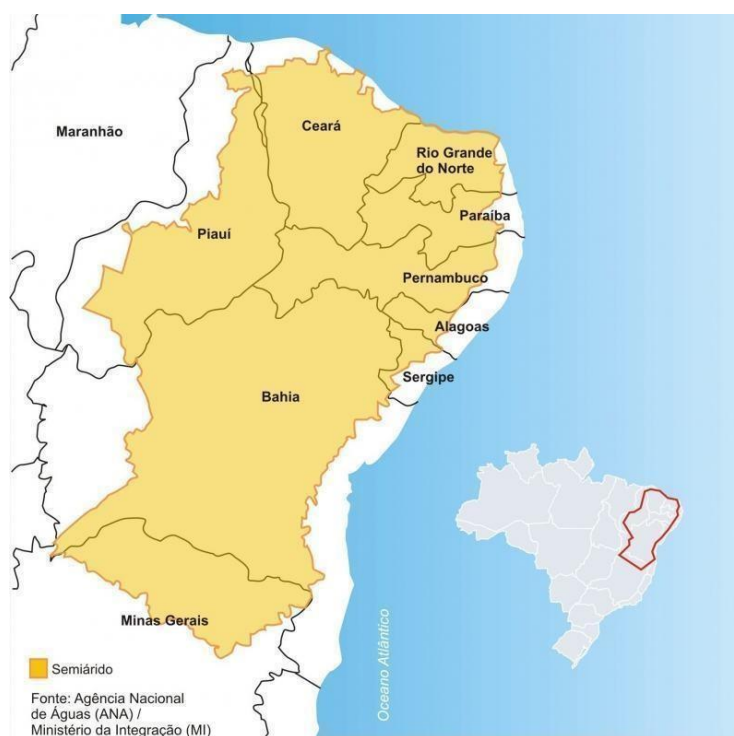 Maranhão
Ceará
Rio Grande
do Norte
Paraíba
Piauí
Pernambuco
Alagoas
Sergipe
Bahia
Minas Gerais
Semiárido
Fonte: Agência Nacional
de Águas (ANA) /
Ministério da Integração (MI)
Oceano Atlântico